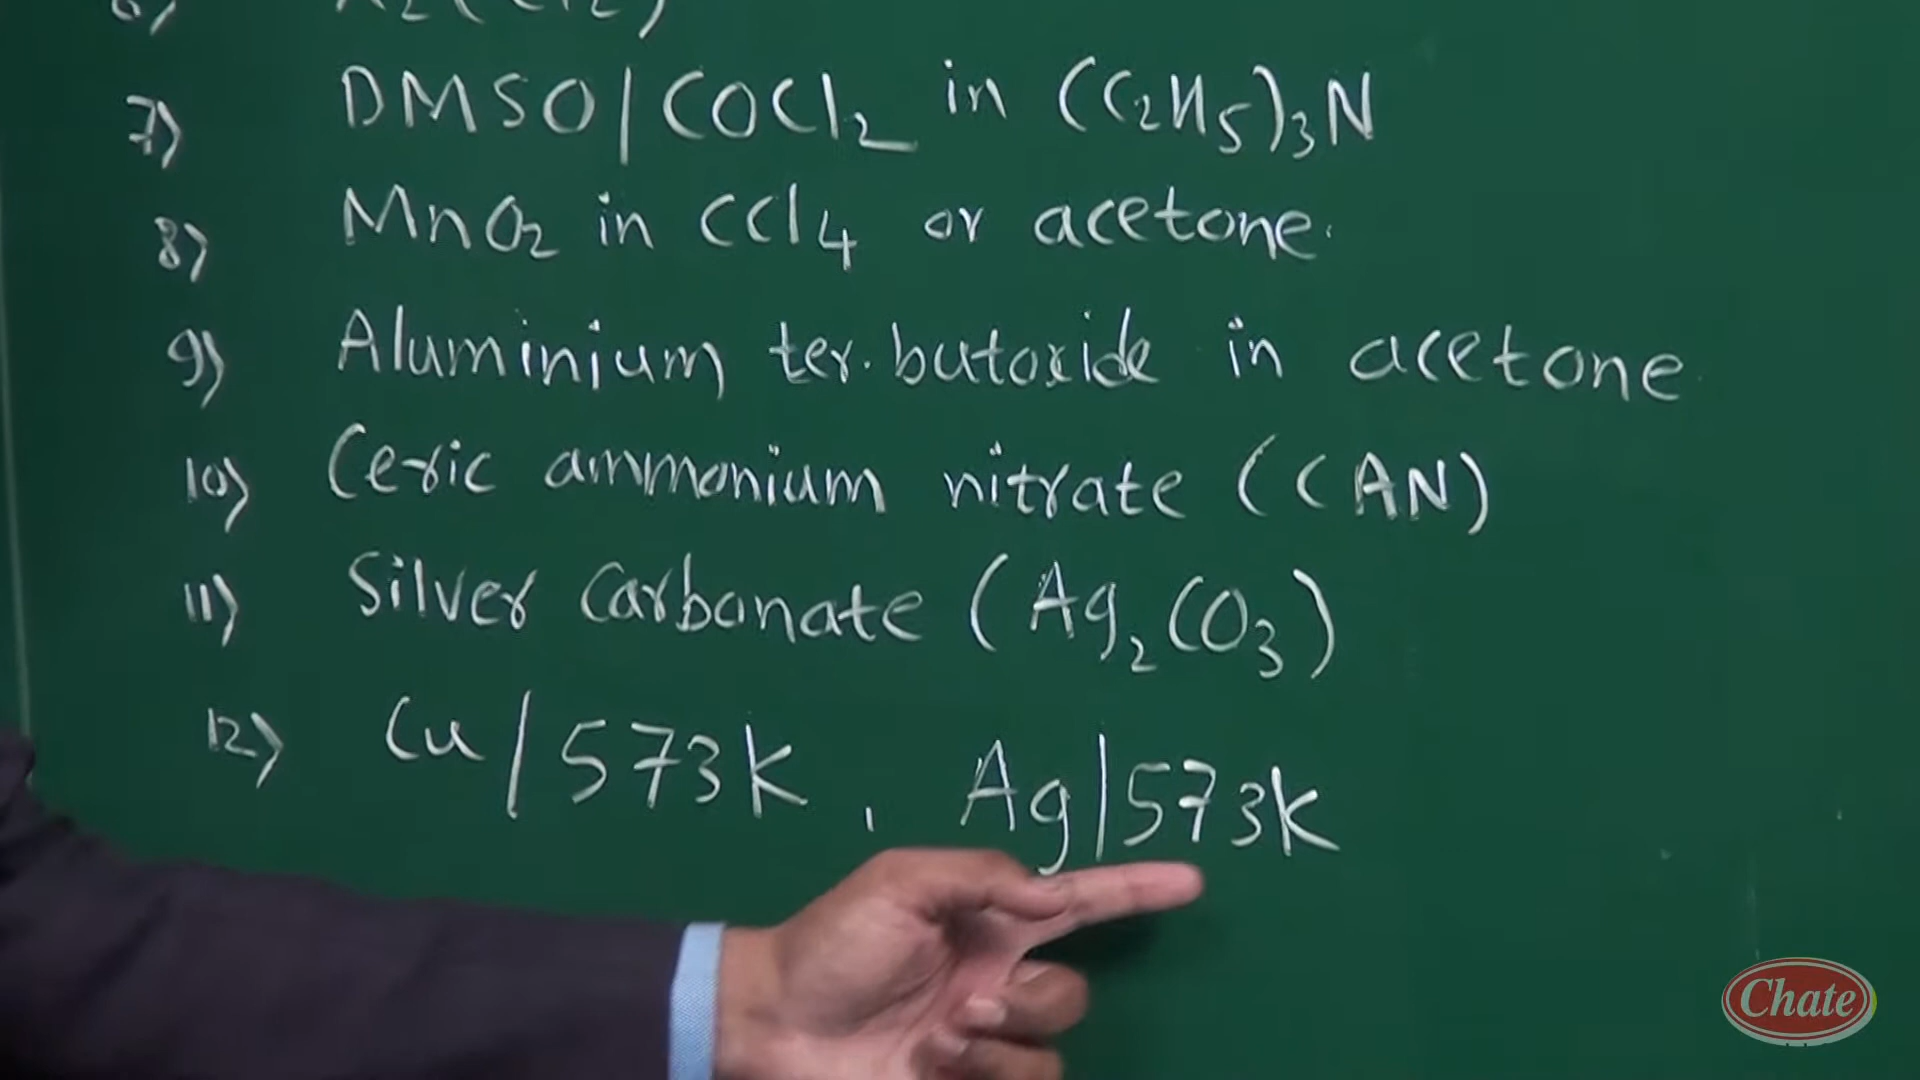 7) DMSO/COCl2 in (C2H5)3N
8) MnO2 in CCl4 or acetone.
9) Aluminium ter. butoxide in acetone
10) Ceric ammonium nitrate (CAN)
11) Silver Carbonate (Ag2CO3)
12) Cu/573K, Ag/573K
Chate